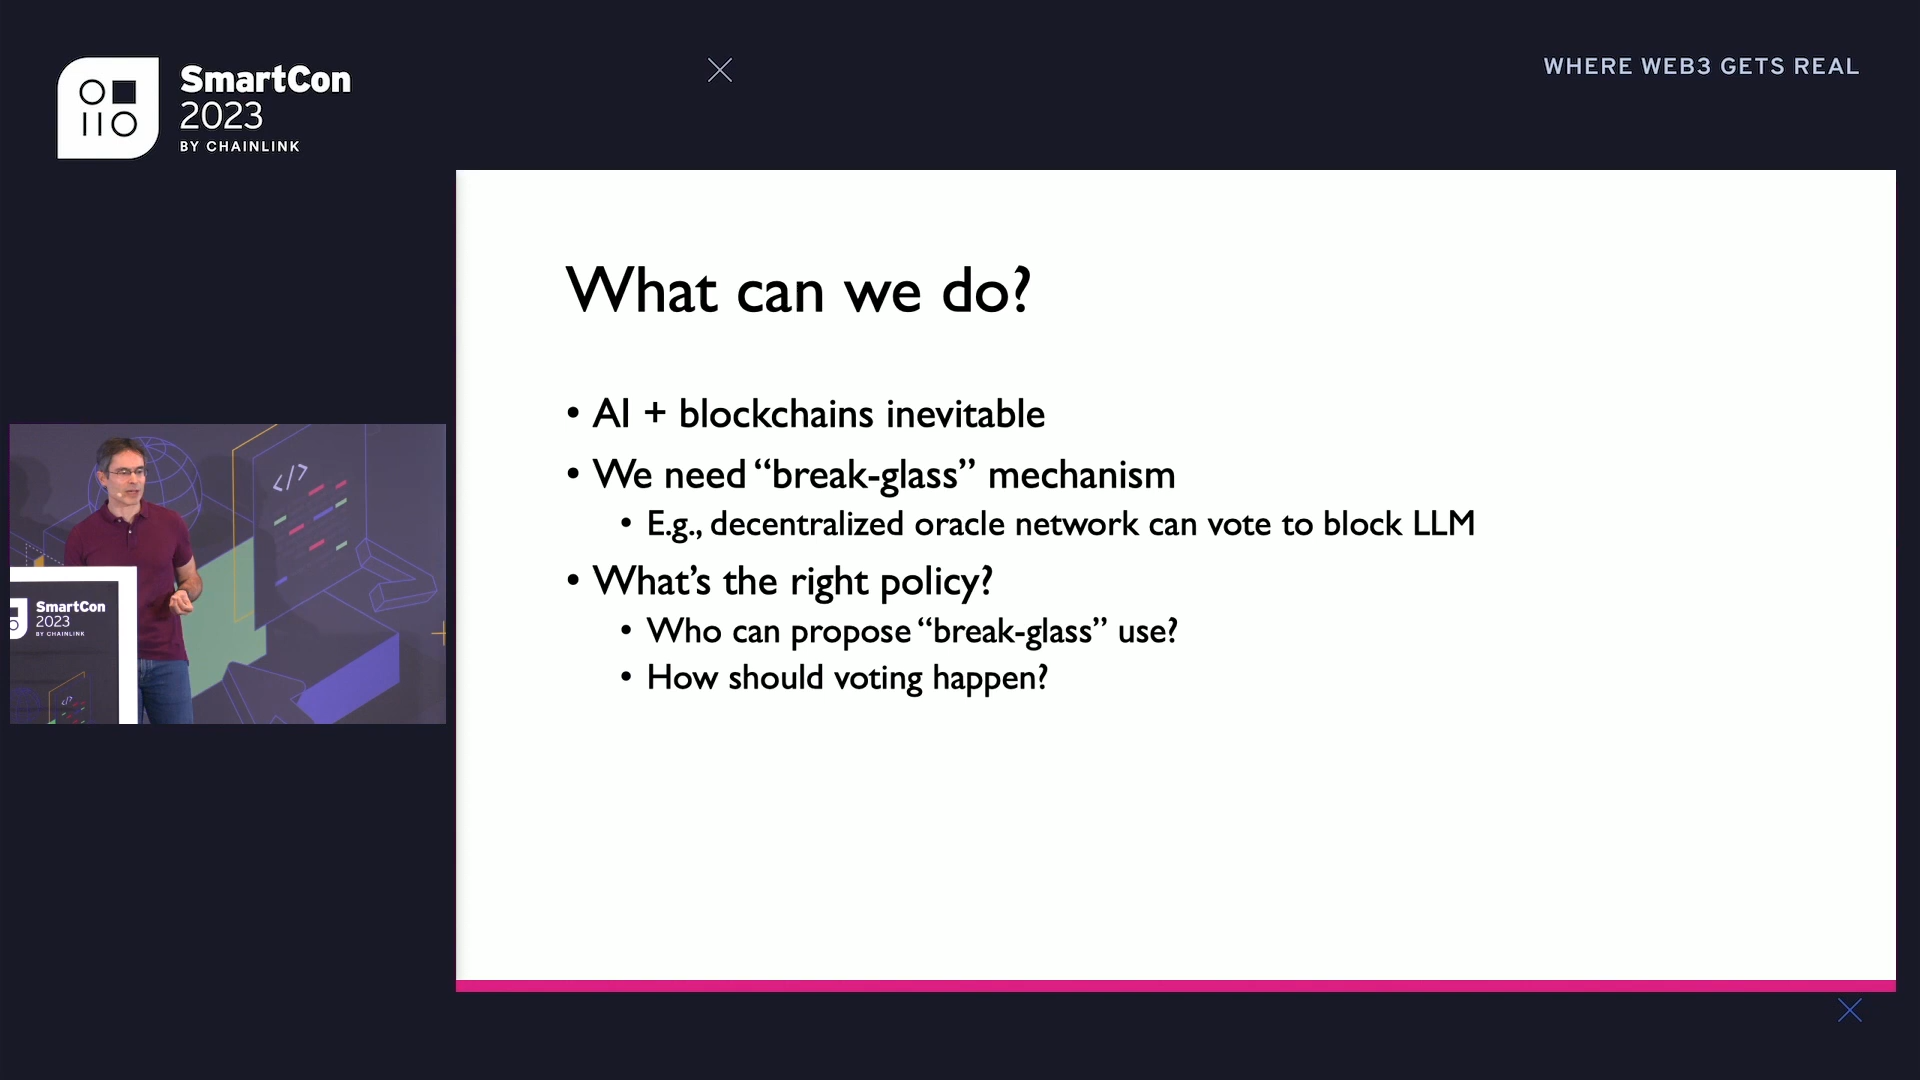 SmartCon
2023
BY CHAINLINK
WHERE WEB3 GETS REAL
What can we do?
• AI + blockchains inevitable
• We need “break-glass” mechanism
• E.g., decentralized oracle network can vote to block LLM
• What’s the right policy?
• Who can propose “break-glass” use?
• How should voting happen?
</>
SmartCon
2023
BY CHAINLINK